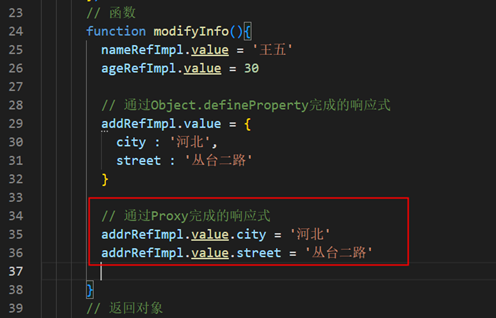 23 // 函数
24 function modifyInfo(){
25 nameRefImpl.value = '王五'
26 ageRefImpl.value = 30
27
28 // 通过Object.defineProperty完成的响应式
29 addRefImpl.value = {
30 city : '河北',
31 street : '丛台二路'
32 }
33
34 // 通过Proxy完成的响应式
35 addrRefImpl.value.city = '河北'
36 addrRefImpl.value.street = '丛台二路'
37
38 }
39 // 返回对象